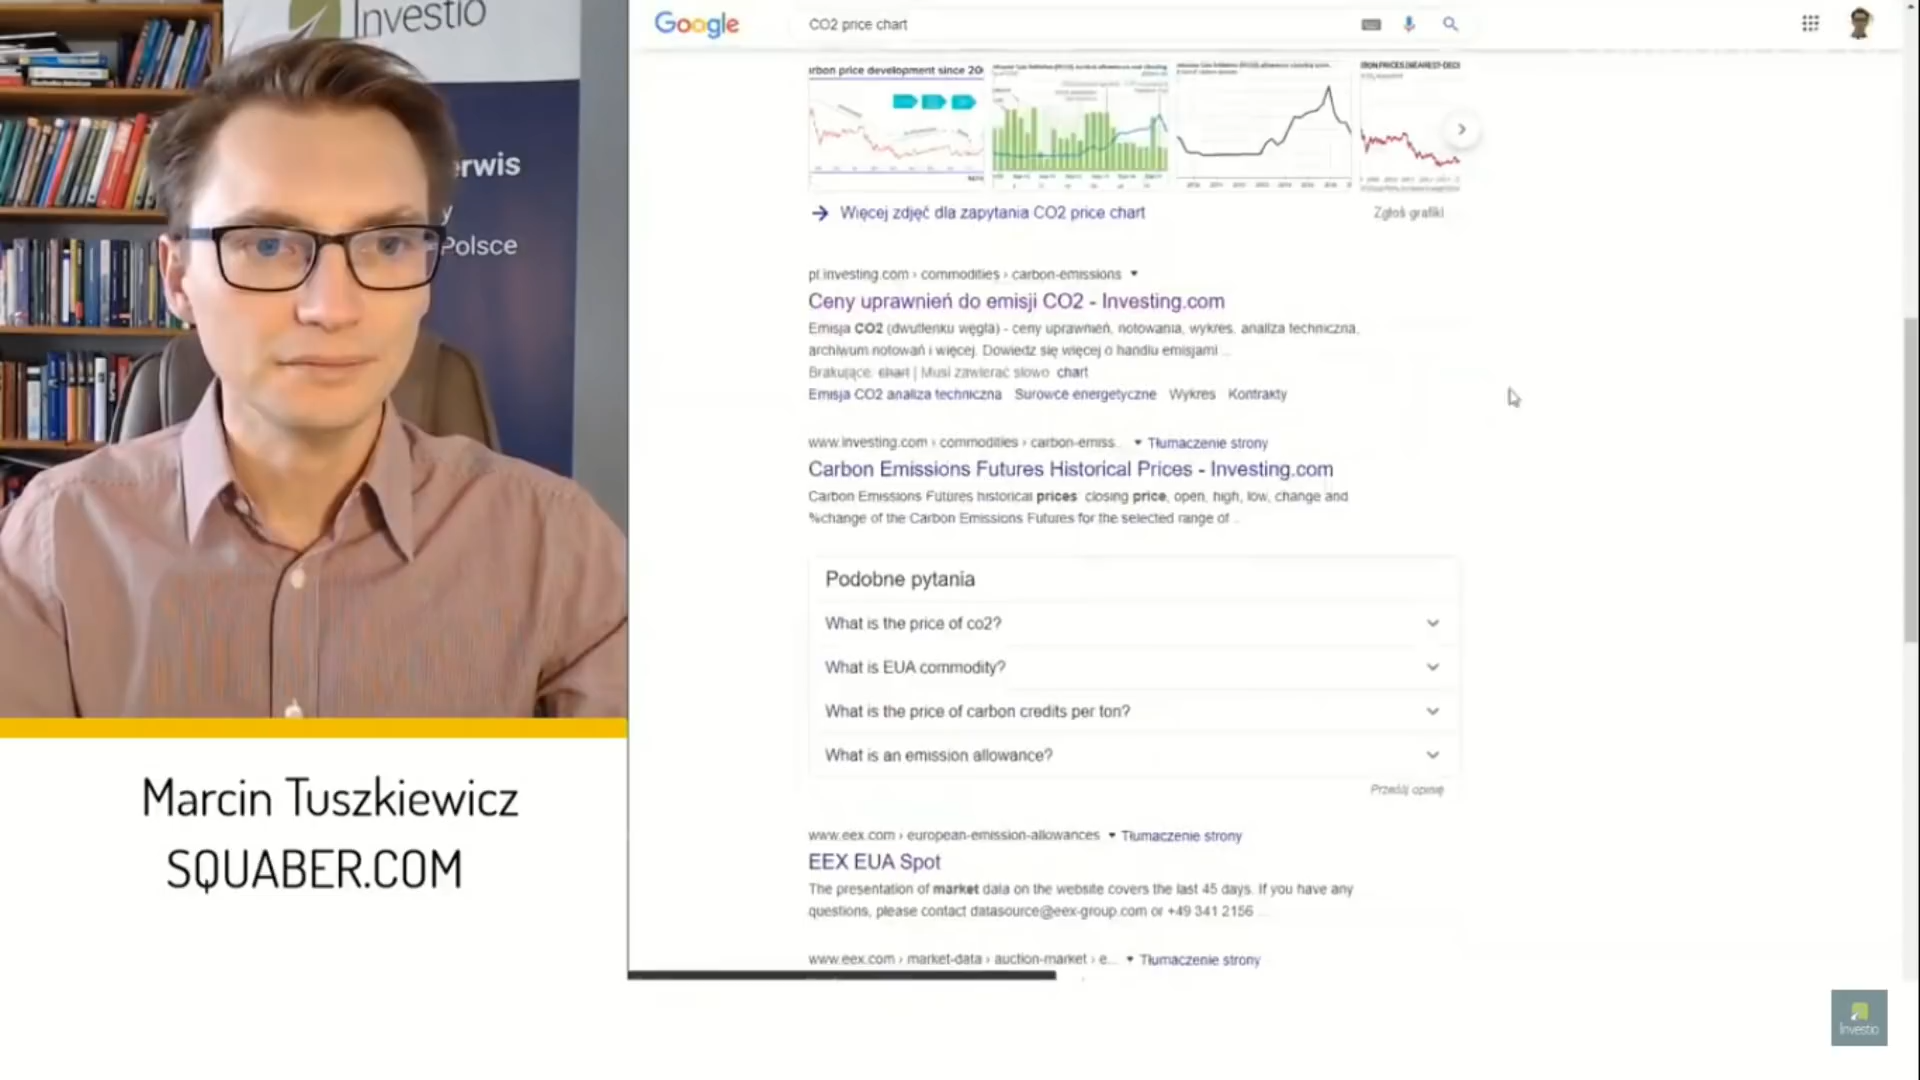 Investio
erwis
y
Polsce
Marcin Tuszkiewicz
SQUABER.COM
Google
CO2 price chart
rbon price development since 20
Więcej zdjęć dla zapytania CO2 price chart
Zgłoś grafiki
pl.investing.com › commodities › carbon-emissions
Ceny uprawnień do emisji CO2 - Investing.com
Emisja CO2 (dwutlenku węgla) - ceny uprawnień, notowania, wykres, analiza techniczna,
archiwum notowań i więcej. Dowiedz się więcej o handlu emisjami ...
Brakujące: chart | Musi zawierać słowo chart
Emisja CO2 analiza techniczna Surowce energetyczne Wykres Kontrakty
www.investing.com › commodities › carbon-emiss... Tłumaczenie strony
Carbon Emissions Futures Historical Prices - Investing.com
Carbon Emissions Futures historical prices closing price, open, high, low, change and
%change of the Carbon Emissions Futures for the selected range of ...
Podobne pytania
What is the price of co2?
What is EUA commodity?
What is the price of carbon credits per ton?
What is an emission allowance?
Prześlij opinię
www.eex.com › european-emission-allowances Tłumaczenie strony
EEX EUA Spot
The presentation of market data on the website covers the last 45 days. If you have any
questions, please contact datasource@eex-group.com or +49 341 2156 ...
www.eex.com › market-data › auction-market › e... Tłumaczenie strony
Investio